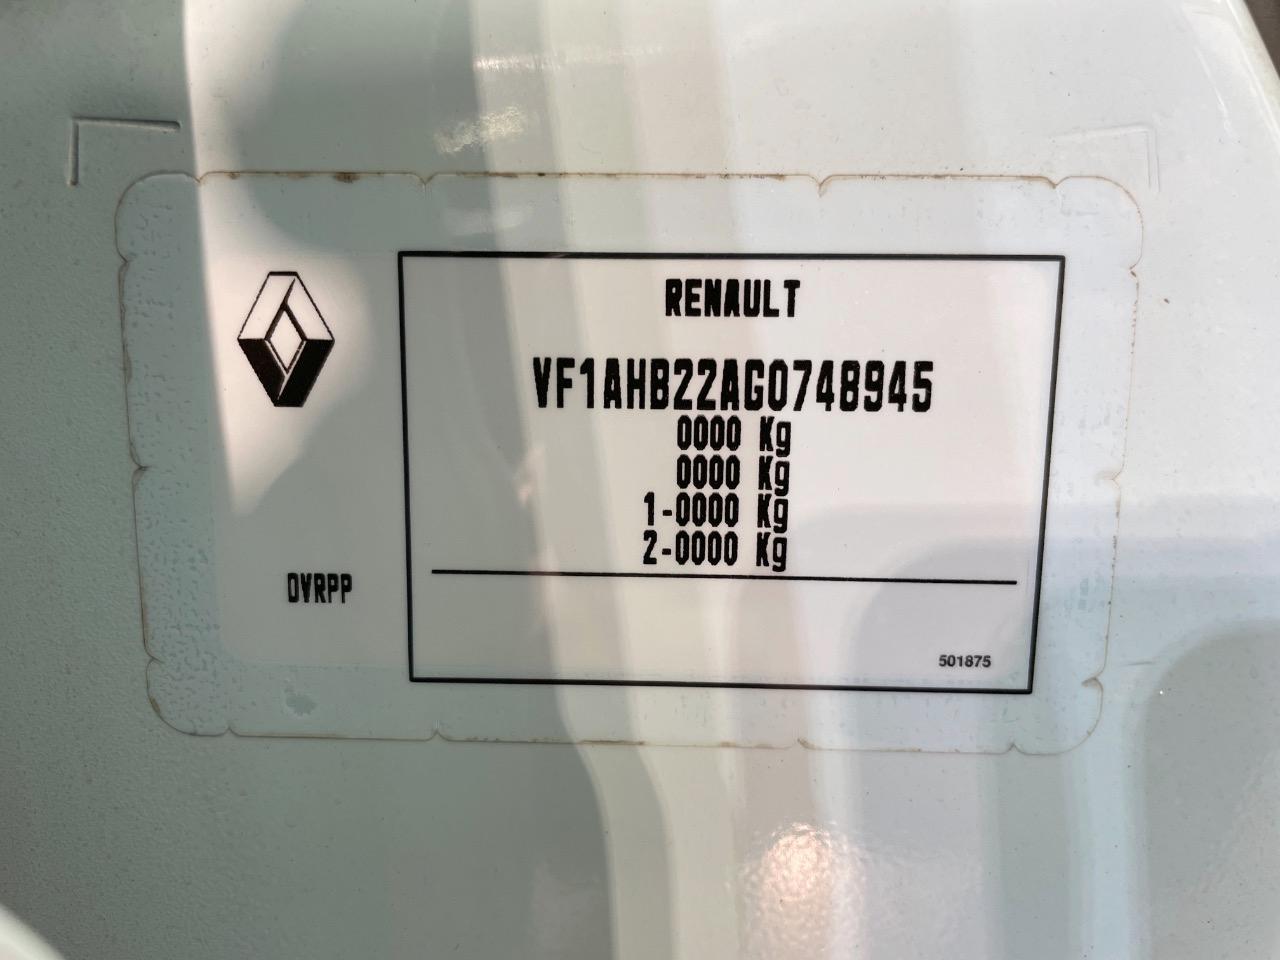 RENAULT
VF1AHB22AG0748945
0000 Kg
0000 Kg
1-0000 Kg
2-0000 Kg
DVRPP
501875